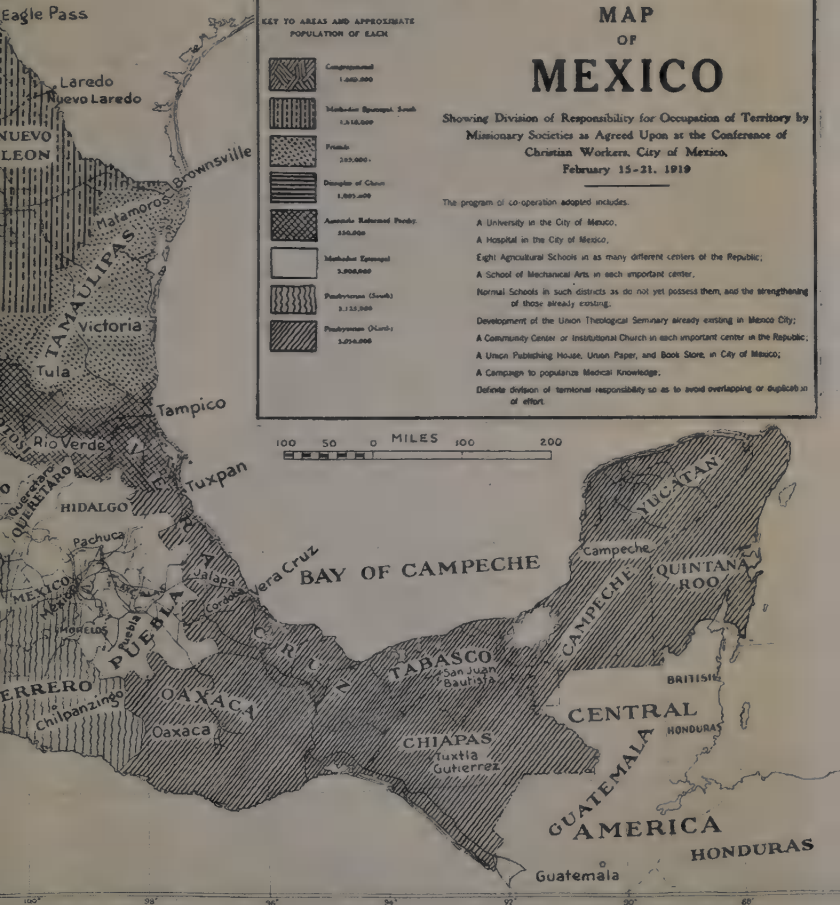 Eagle Pass
Laredo
Nuevo Laredo
NUEVO
LEON
Brownsville
Matamoros
TAMAULIPAS
Victoria
Tula
Tampico
Rio Verde
Tuxpan
Queretaro
QUERETARO
HIDALGO
Pachuca
MEXICO
Mexico
MORELOS
Puebla
PUEBLA
Jalapa
Cordoba
Vera Cruz
VERA
CRUZ
ERRERO
Chilpanzingo
OAXACA
Oaxaca
KEY TO AREAS AND APPROXIMATE
POPULATION OF EACH
Congregational
Methodist Episcopal, South
Friends
Disciples of Christ
Associate Reformed Presby.
Methodist Episcopal
Presbyterian (South)
Presbyterian (North)
MAP
OF
MEXICO
Showing Division of Responsibility for Occupation of Territory by
Missionary Societies as Agreed Upon at the Conference of
Christian Workers, City of Mexico,
February 15-21, 1919
The program of co-operation adopted includes.
A University in the City of Mexico,
A Hospital in the City of Mexico,
Eight Agricultural Schools in as many different centers of the Republic;
A School of Mechanical Arts in each important center,
Normal Schools in such districts as do not yet possess them, and the strengthening
of those already existing,
Development of the Union Theological Seminary already existing in Mexico City;
A Community Center or Institutional Church in each important center in the Republic;
A Union Publishing House, Union Paper, and Book Store, in City of Mexico;
A Campaign to popularize Medical Knowledge,
Definite division of territorial responsibility so as to avoid overlapping or duplication
of effort.
100 50 0 MILES 100 200
BAY OF CAMPECHE
YUCATAN
Campeche
CAMPECHE
QUINTANA
ROO
TABASCO
San Juan
Bautista
CHIAPAS
Tuxtla
Gutierrez
BRITISH
HONDURAS
CENTRAL
AMERICA
GUATEMALA
HONDURAS
Guatemala